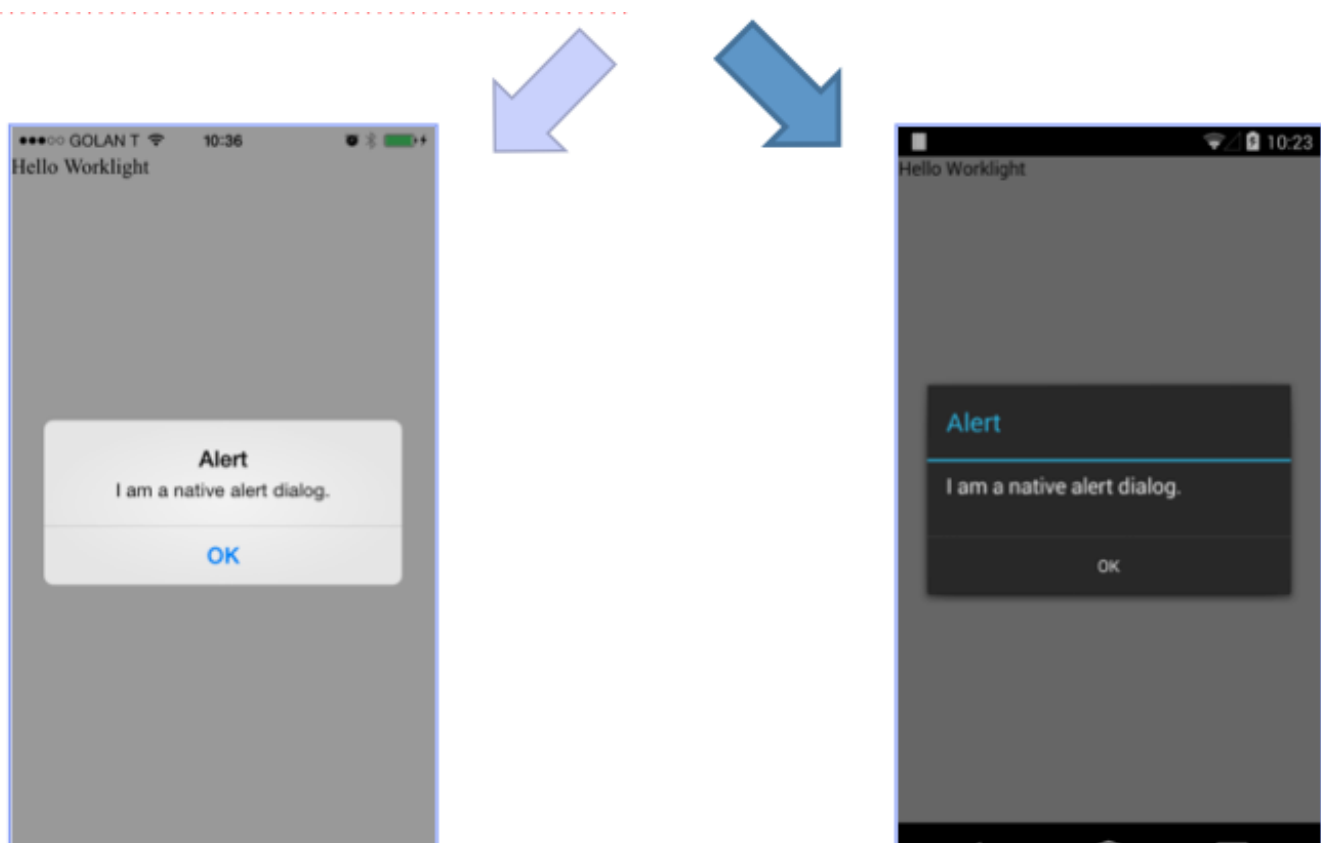 GOLAN T 10:36
Hello Worklight
Alert
I am a native alert dialog.
OK
10:23
Hello Worklight
Alert
I am a native alert dialog.
OK